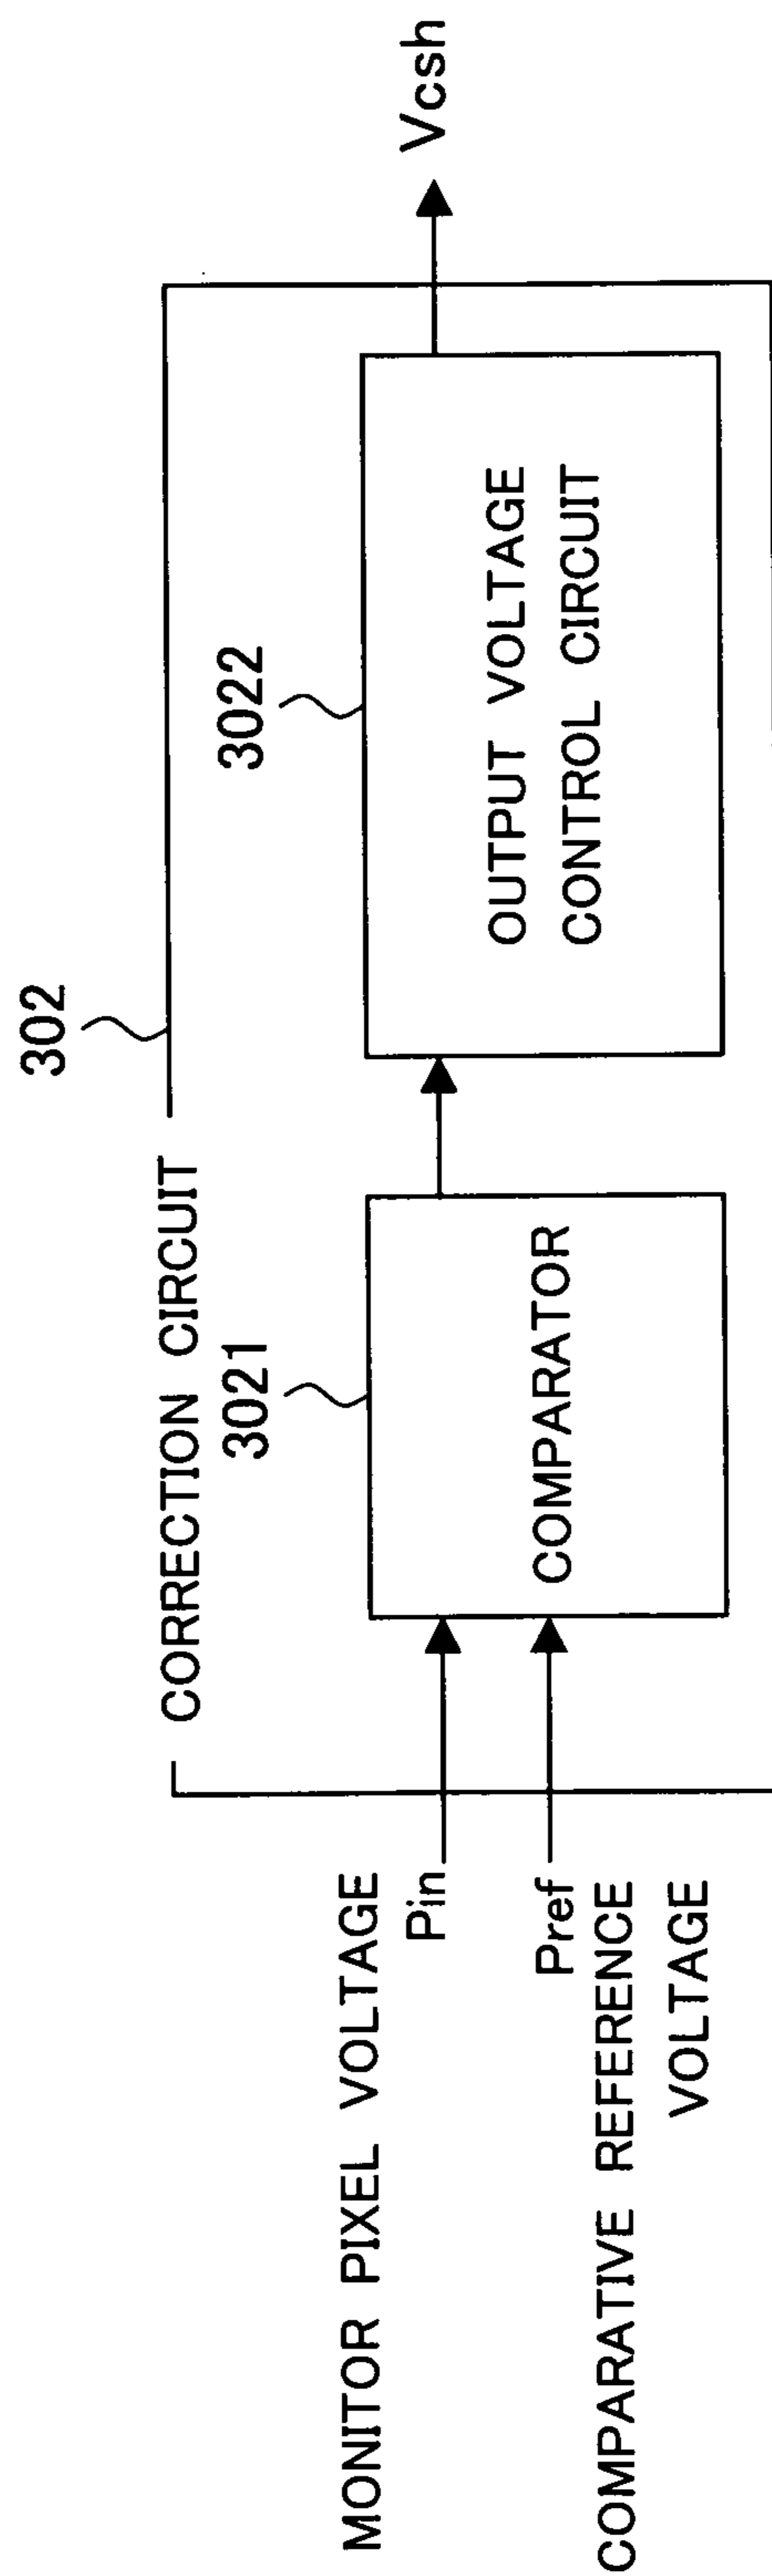 302
CORRECTION CIRCUIT
3021
3022
MONITOR PIXEL VOLTAGE
Pin
Pref
COMPARATIVE REFERENCE
VOLTAGE
COMPARATOR
OUTPUT VOLTAGE
CONTROL CIRCUIT
Vcsh